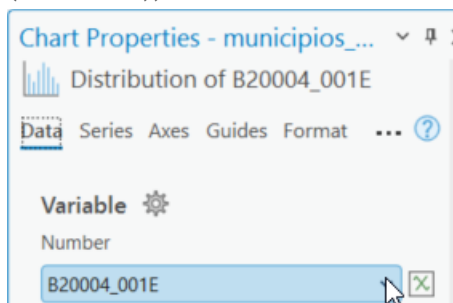 Chart Properties - municipios_...
Distribution of B20004_001E
Data Series Axes Guides Format ...
Variable
Number
B20004_001E